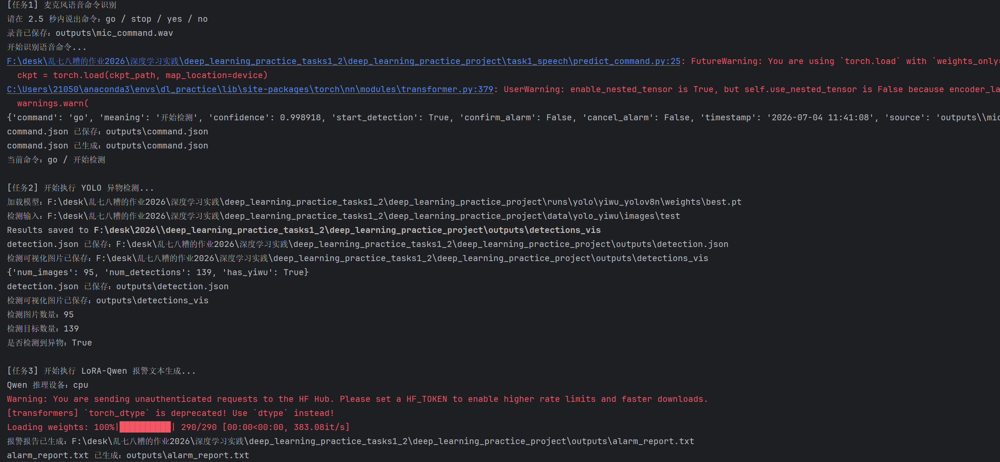 [任务1] 麦克风语音命令识别
请在 2.5 秒内说出命令：go / stop / yes / no
录音已保存：outputs\mic_command.wav
开始识别语音命令...
F:\desk\乱七八糟的作业2026\深度学习实践\deep_learning_practice_tasks1_2\deep_learning_practice_project\task1_speech\predict_command.py:25: FutureWarning: You are using `torch.load` with `weights_only=
  ckpt = torch.load(ckpt_path, map_location=device)
C:\Users\21050\anaconda3\envs\dl_practice\lib\site-packages\torch\nn\modules\transformer.py:379: UserWarning: enable_nested_tensor is True, but self.use_nested_tensor is False because encoder_la
  warnings.warn(
{'command': 'go', 'meaning': '开始检测', 'confidence': 0.998918, 'start_detection': True, 'confirm_alarm': False, 'cancel_alarm': False, 'timestamp': '2026-07-04 11:41:08', 'source': 'outputs\\mic
command.json 已保存：outputs\command.json
command.json 已生成：outputs\command.json
当前命令：go / 开始检测
[任务2] 开始执行 YOLO 异物检测...
加载模型：F:\desk\乱七八糟的作业2026\深度学习实践\deep_learning_practice_tasks1_2\deep_learning_practice_project\runs\yolo\yiwu_yolov8n\weights\best.pt
检测输入：F:\desk\乱七八糟的作业2026\深度学习实践\deep_learning_practice_tasks1_2\deep_learning_practice_project\data\yolo_yiwu\images\test
Results saved to F:\desk\2026\\deep_learning_practice_tasks1_2\deep_learning_practice_project\outputs\detections_vis
detection.json 已保存：F:\desk\乱七八糟的作业2026\深度学习实践\deep_learning_practice_tasks1_2\deep_learning_practice_project\outputs\detection.json
检测可视化图片已保存：F:\desk\乱七八糟的作业2026\深度学习实践\deep_learning_practice_tasks1_2\deep_learning_practice_project\outputs\detections_vis
{'num_images': 95, 'num_detections': 139, 'has_yiwu': True}
detection.json 已保存：outputs\detection.json
检测可视化图片已保存：outputs\detections_vis
检测图片数量：95
检测目标数量：139
是否检测到异物：True
[任务3] 开始执行 LoRA-Qwen 报警文本生成...
Qwen 推理设备：cpu
Warning: You are sending unauthenticated requests to the HF Hub. Please set a HF_TOKEN to enable higher rate limits and faster downloads.
[transformers] `torch_dtype` is deprecated! Use `dtype` instead!
Loading weights: 100%|██████████| 290/290 [00:00<00:00, 383.08it/s]
报警报告已生成：F:\desk\乱七八糟的作业2026\深度学习实践\deep_learning_practice_tasks1_2\deep_learning_practice_project\outputs\alarm_report.txt
alarm_report.txt 已生成：outputs\alarm_report.txt